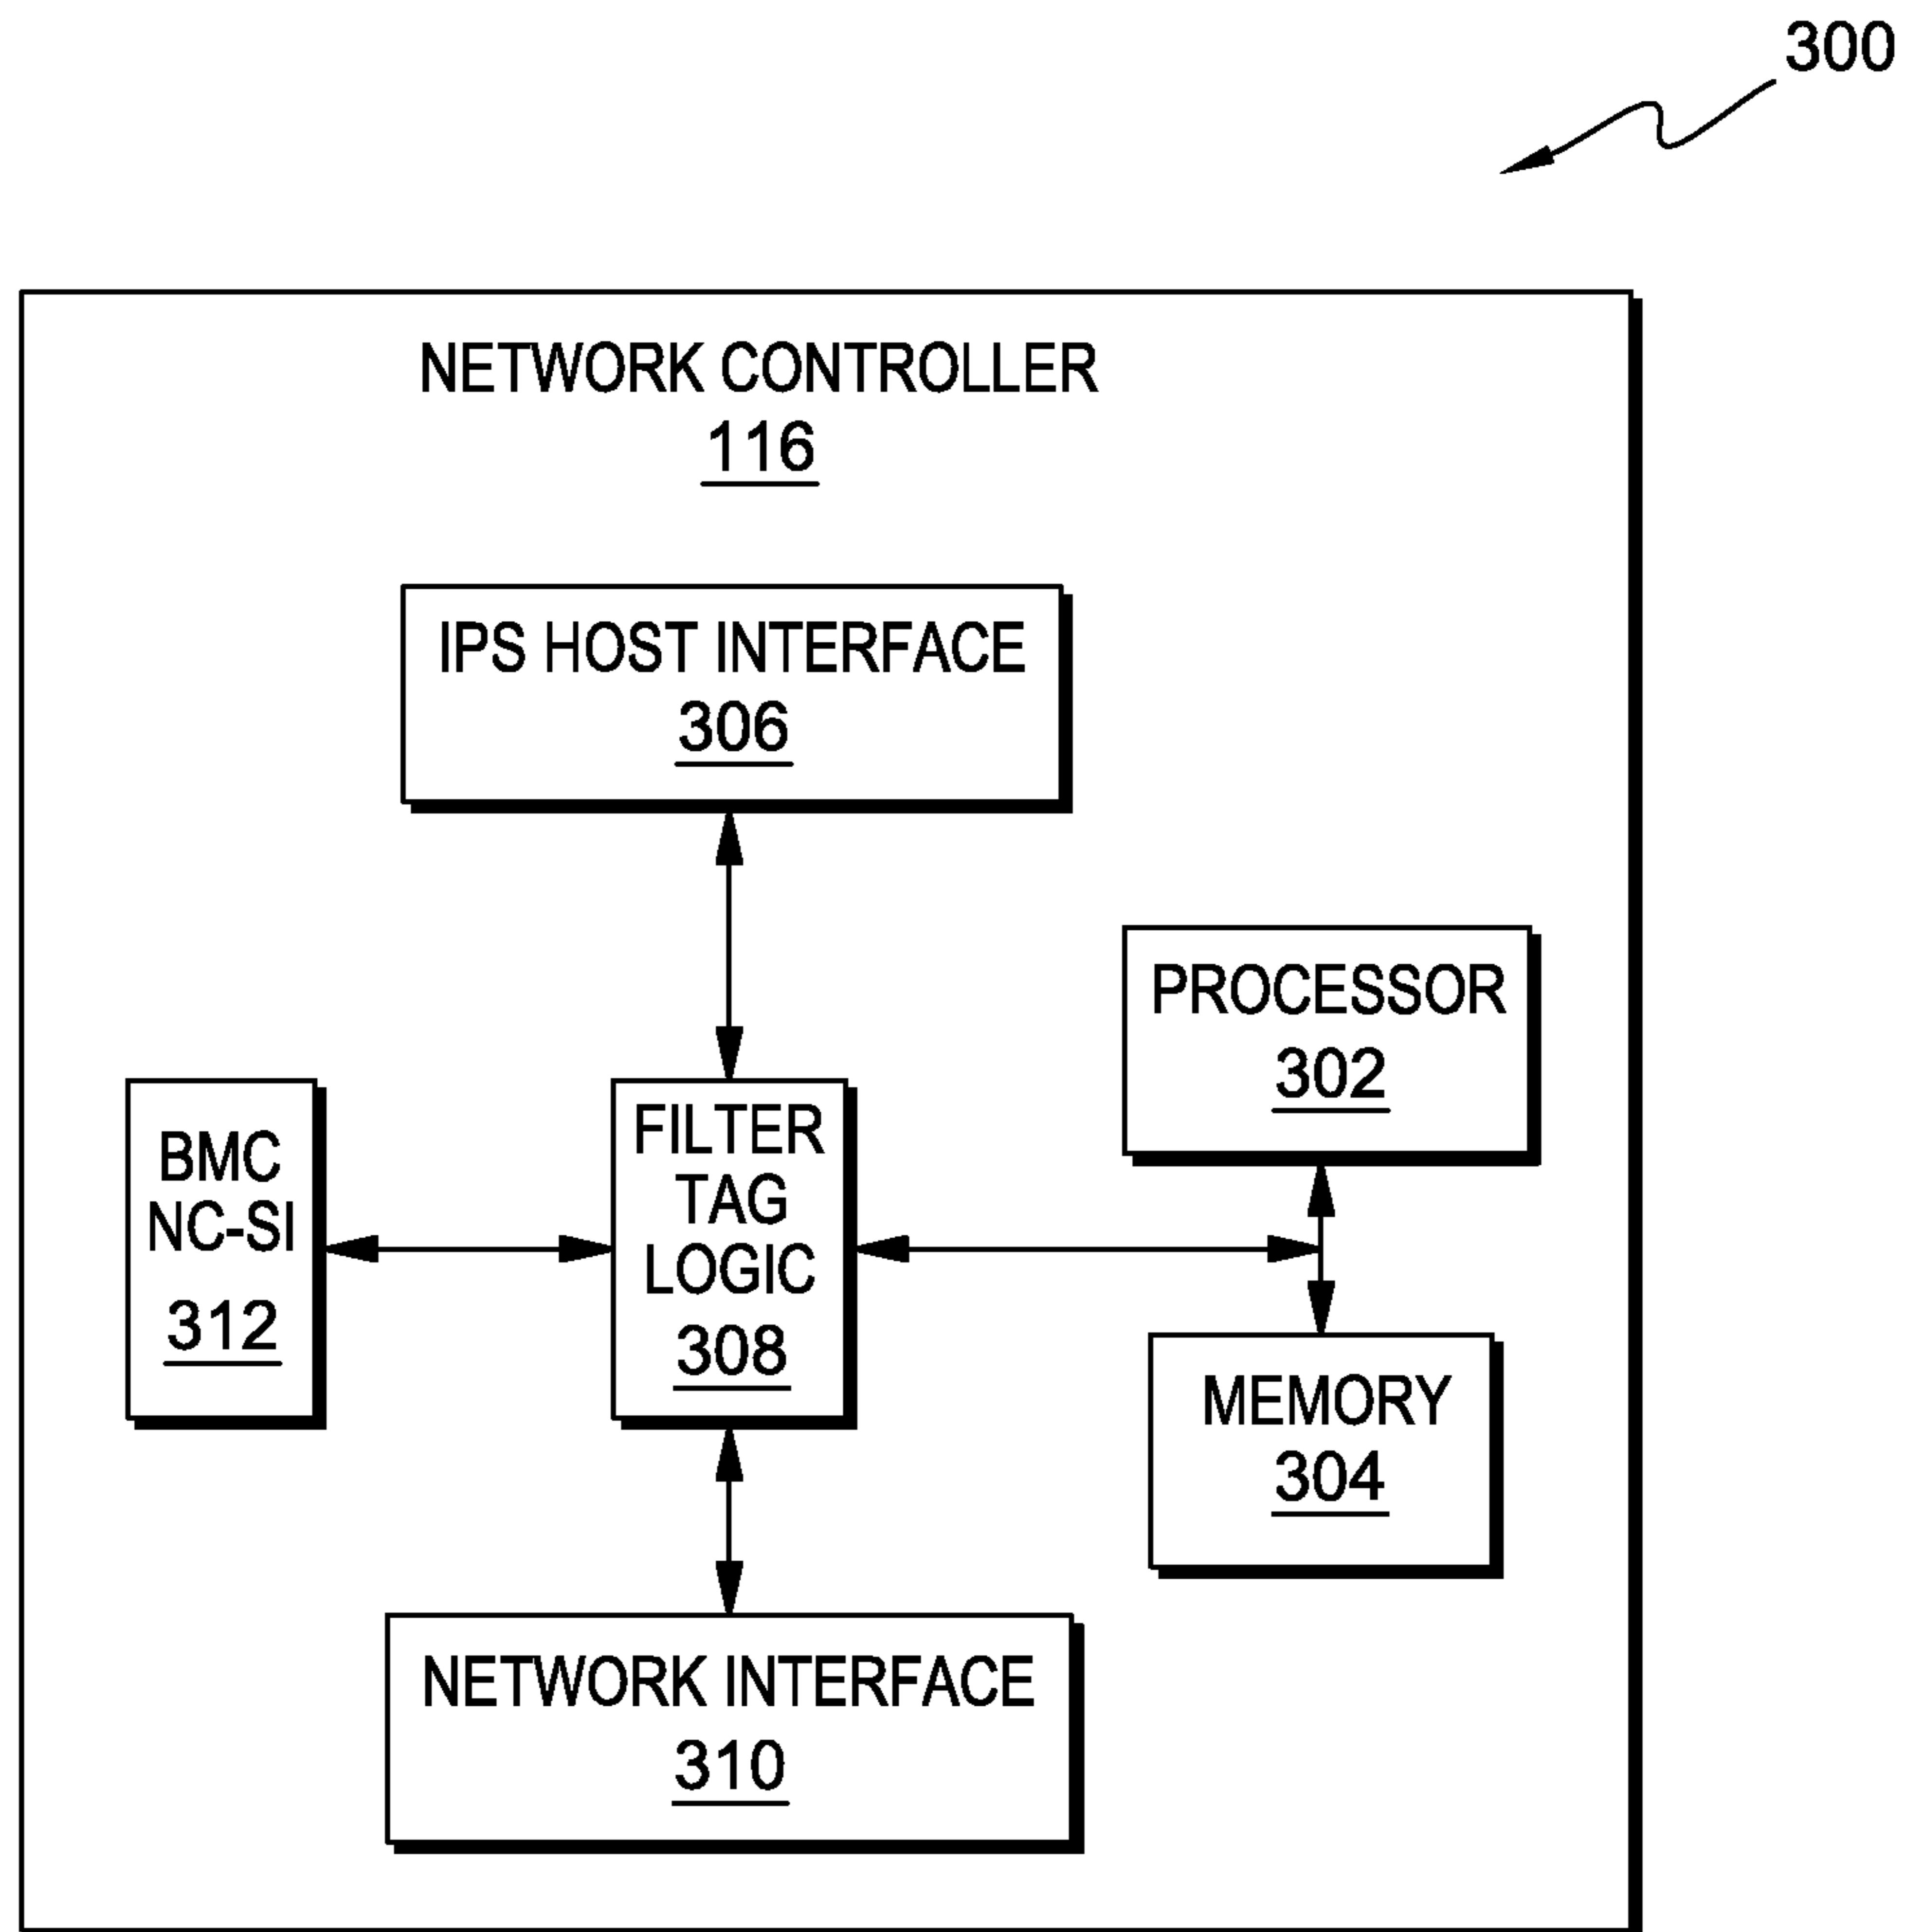 300
NETWORK CONTROLLER
116
IPS HOST INTERFACE
306
PROCESSOR
302
BMC
NC-SI
312
FILTER
TAG
LOGIC
308
MEMORY
304
NETWORK INTERFACE
310